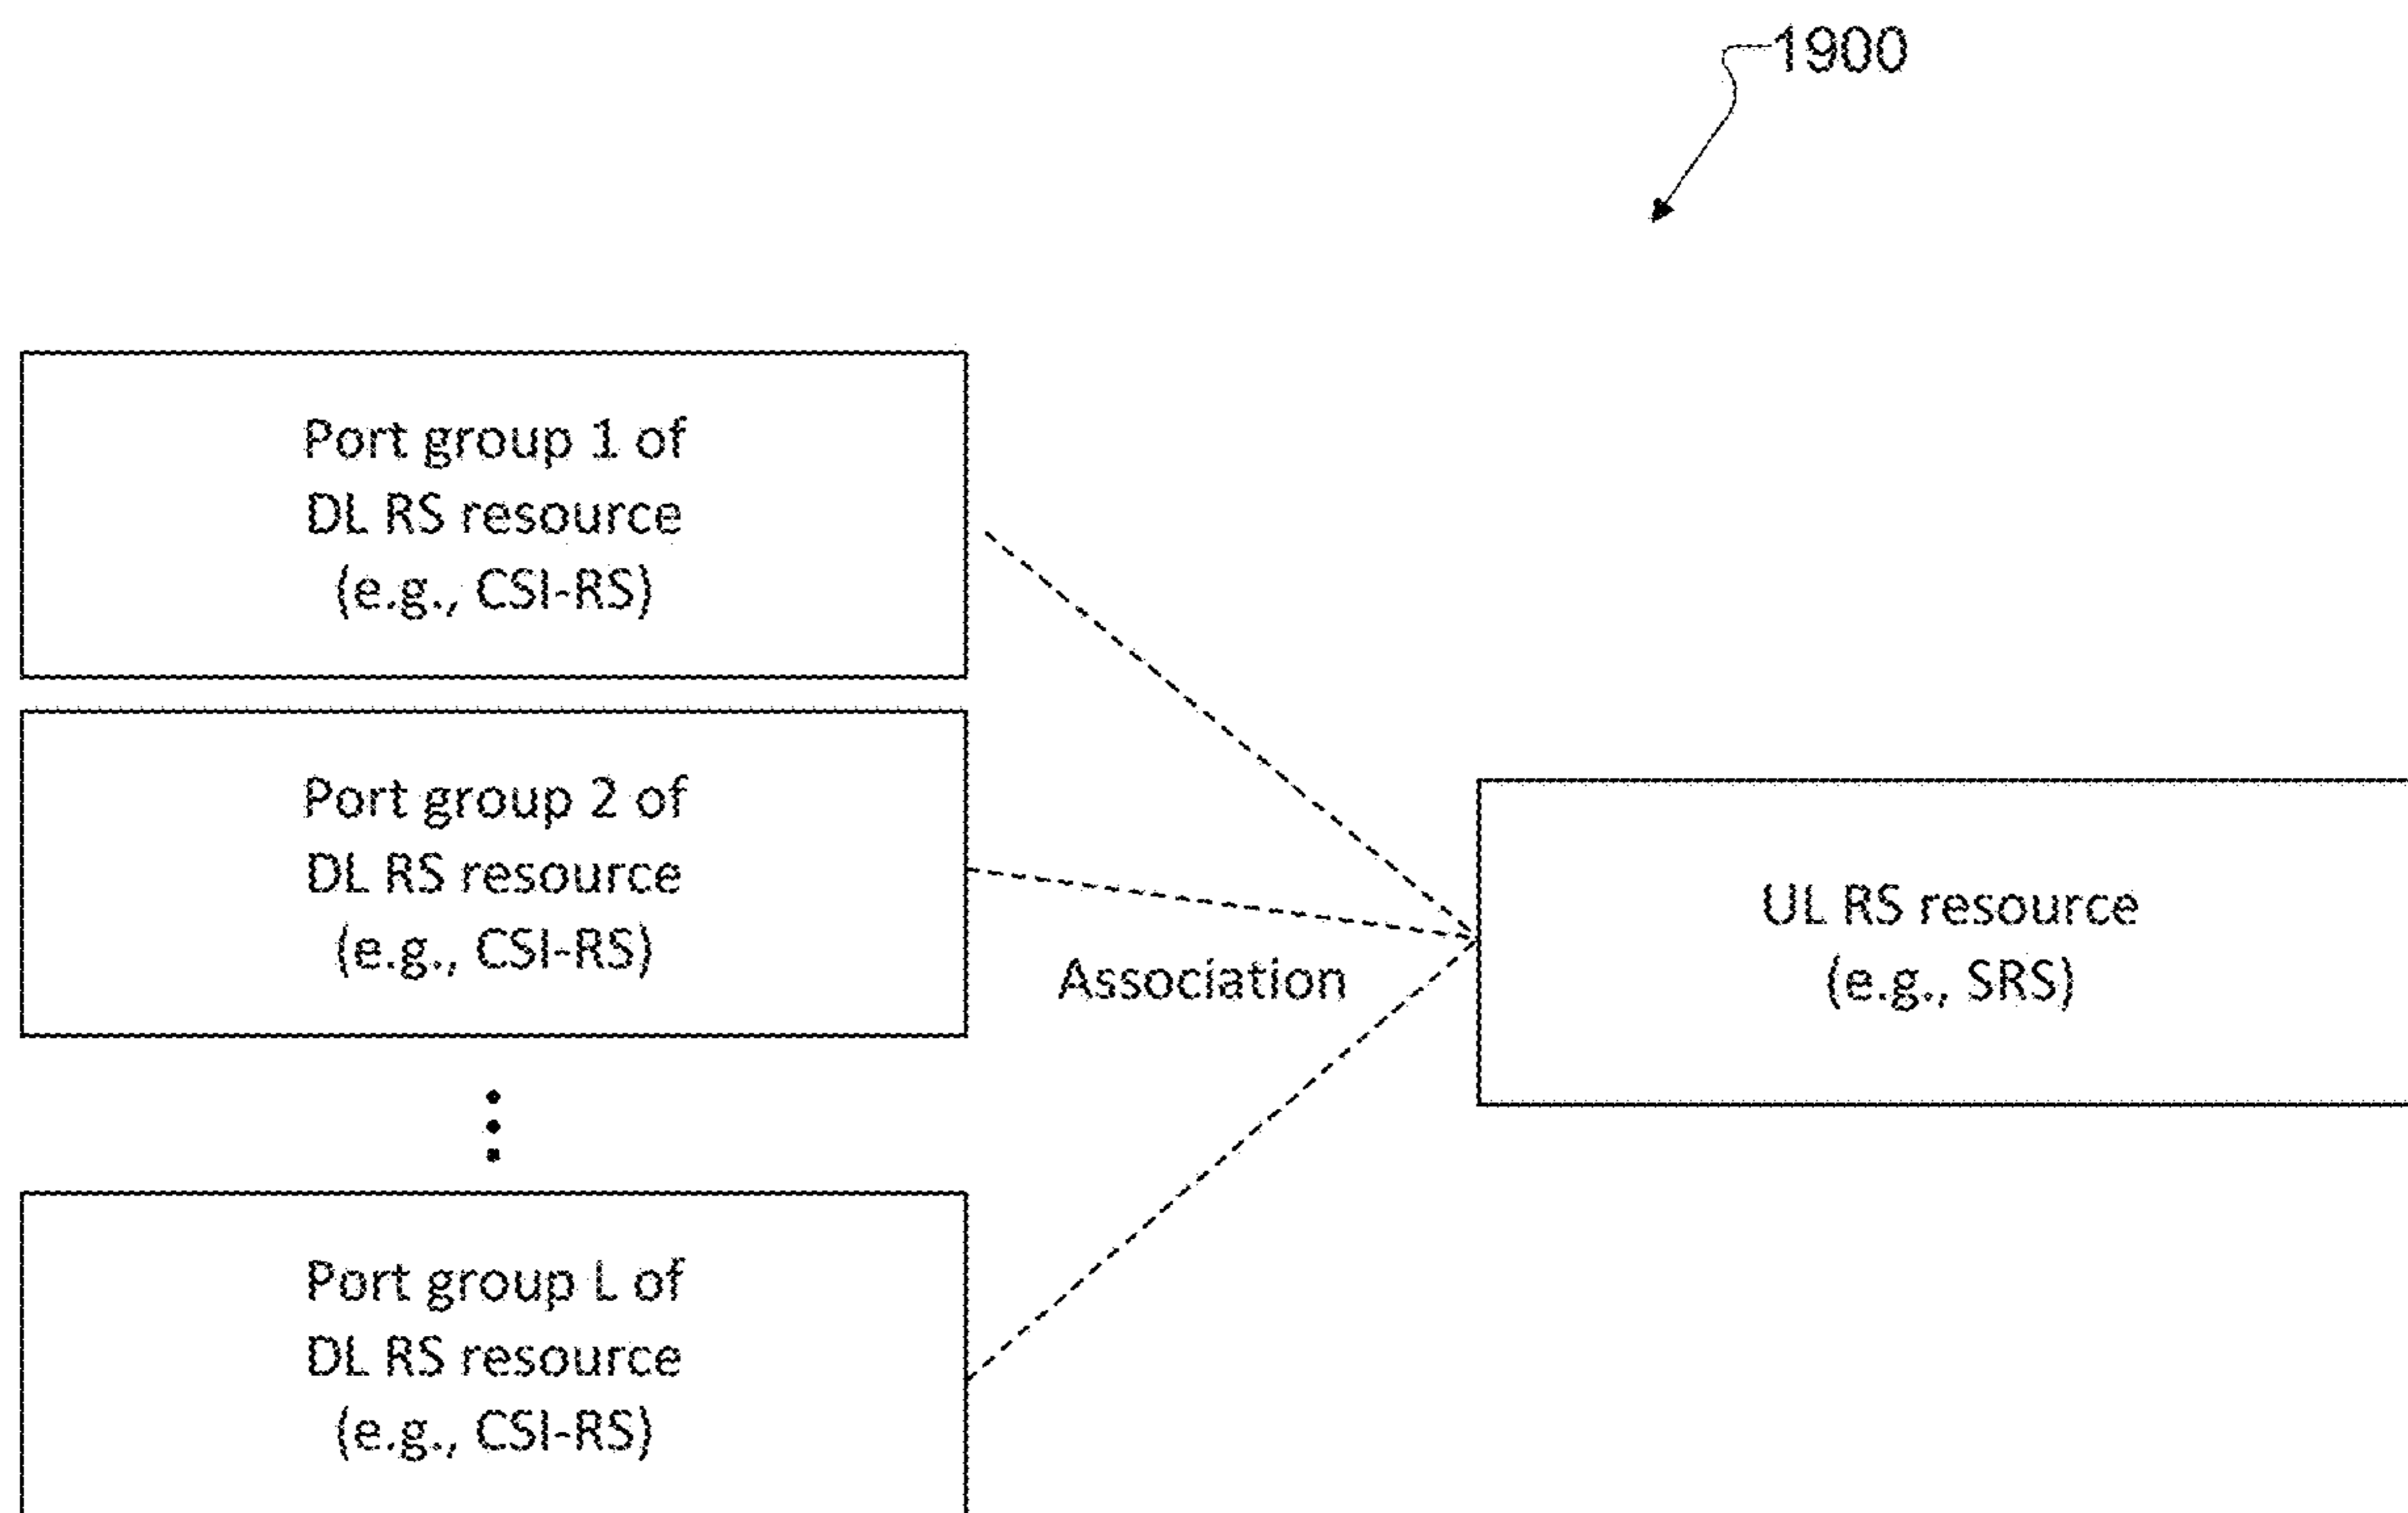 1900
Port group 1 of
DL RS resource
(e.g., CSI-RS)
Port group 2 of
DL RS resource
(e.g., CSI-RS)
Association
UL RS resource
(e.g., SRS)
Port group L of
DL RS resource
(e.g., CSI-RS)